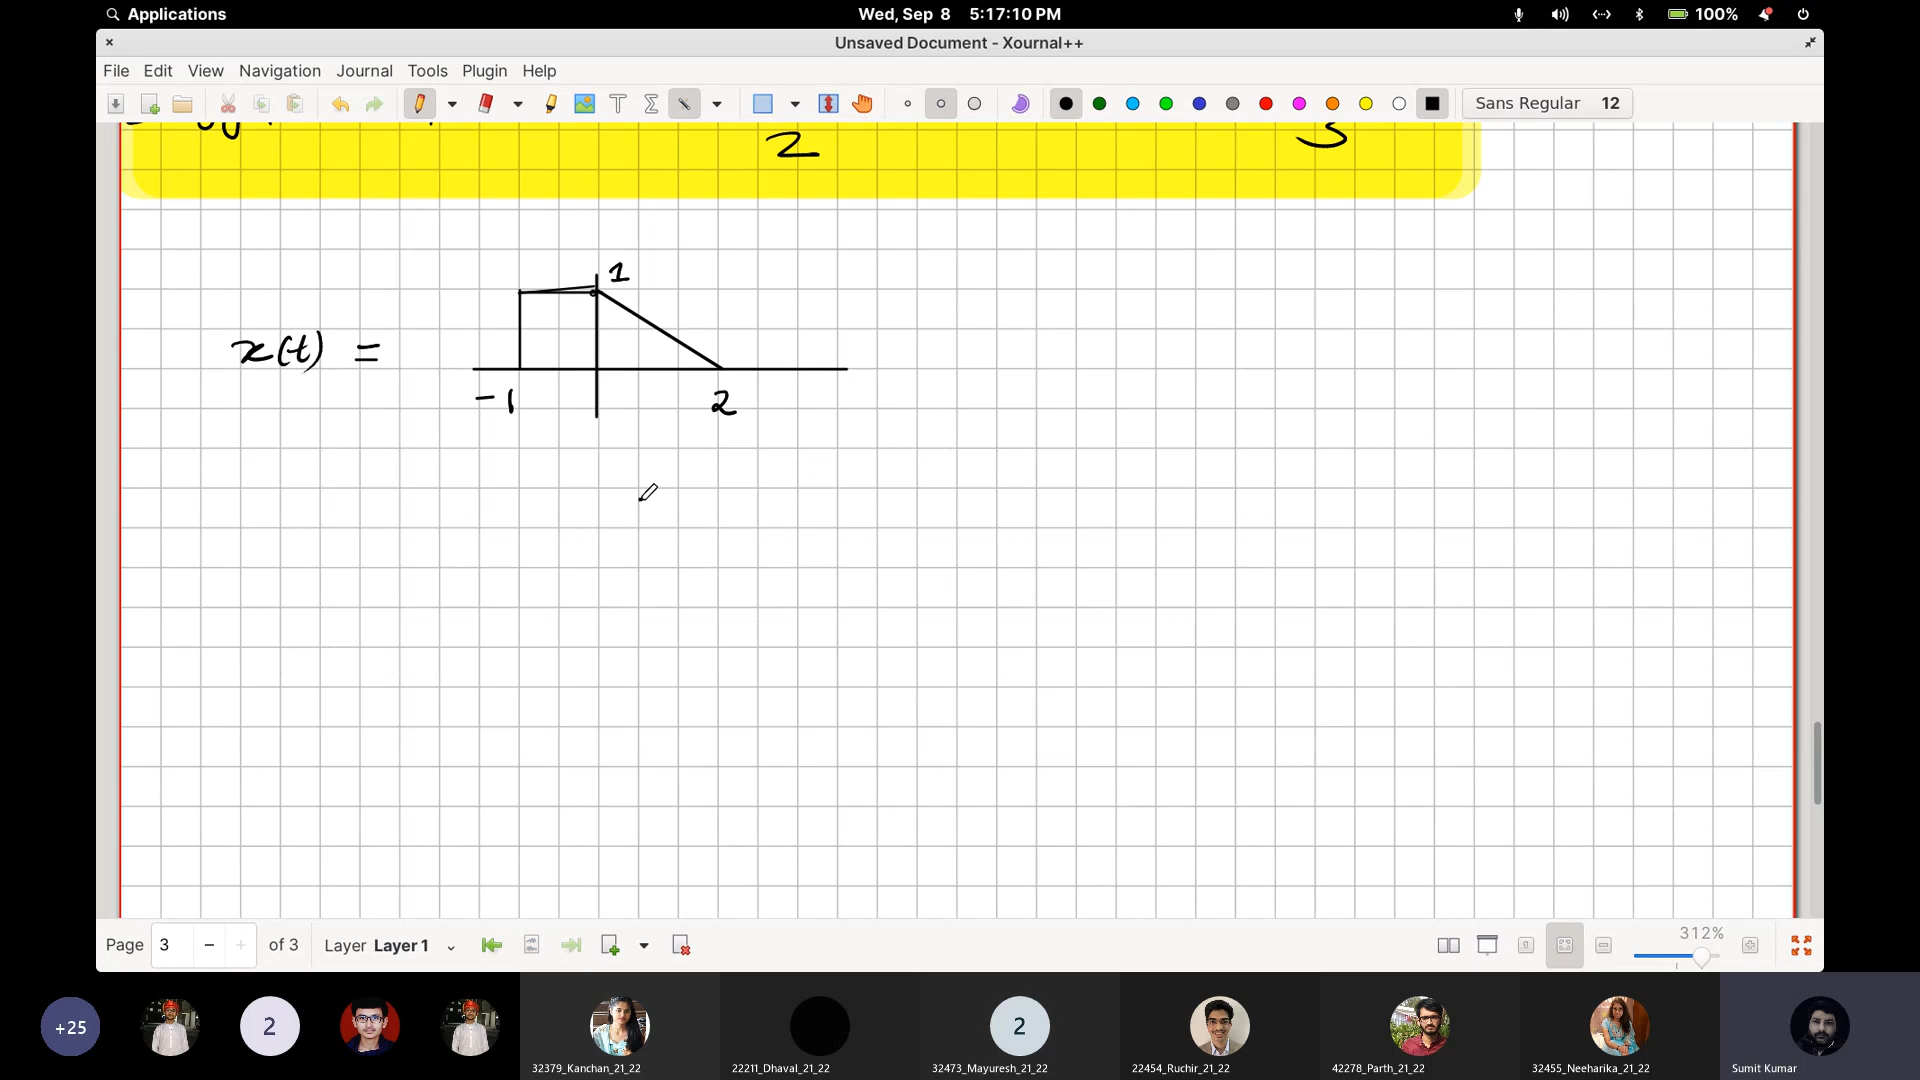 Applications
Wed, Sep 8 5:17:10 PM
100%
Unsaved Document - Xournal++
File Edit View Navigation Journal Tools Plugin Help
Sans Regular 12
2
3
1
x(t) =
-1 2
312%
Page 3 of 3 Layer Layer 1
+25
2
2
32379_Kanchan_21_22
22211_Dhaval_21_22
32473_Mayuresh_21_22
22454_Ruchir_21_22
42278_Parth_21_22
32455_Neeharika_21_22
Sumit Kumar